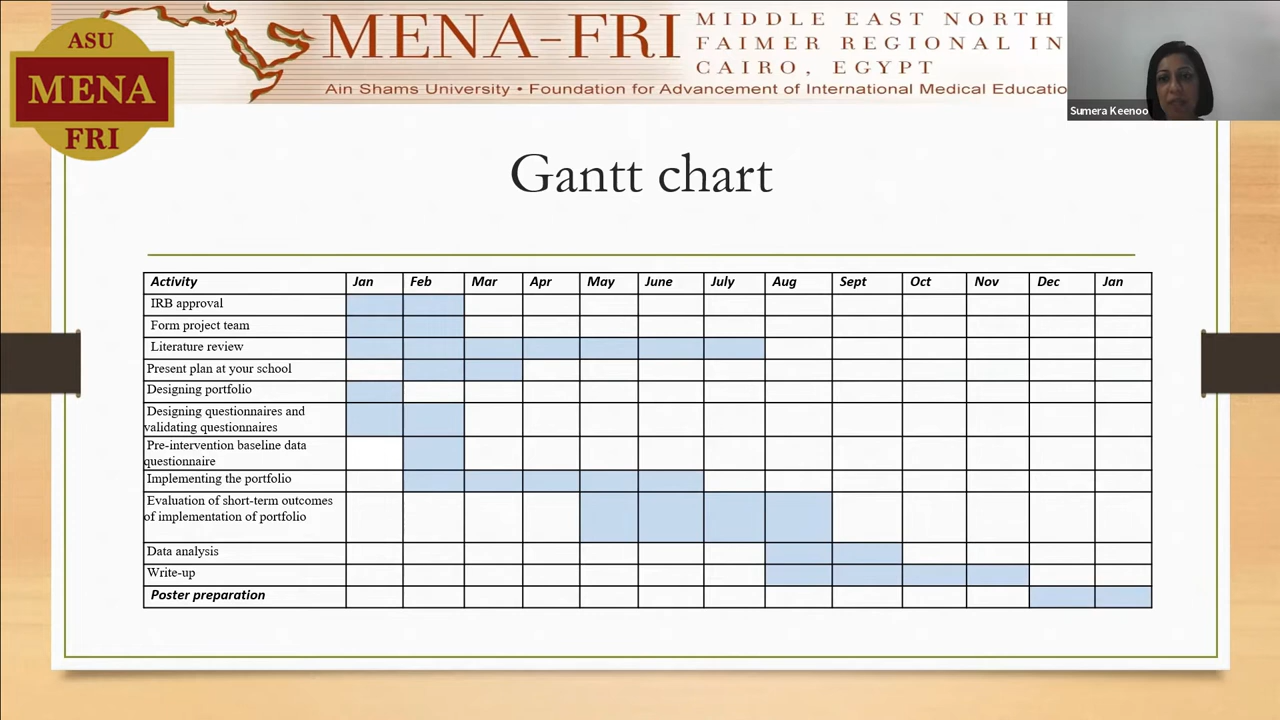 ASU
MENA
FRI
MENA-FRI
MIDDLE EAST NORTH
FAIMER REGIONAL IN
CAIRO, EGYPT
Ain Shams University • Foundation for Advancement of International Medical Educatio
Sumera Keenoo
Gantt chart
Activity Jan Feb Mar Apr May June July Aug Sept Oct Nov Dec Jan
IRB approval
Form project team
Literature review
Present plan at your school
Designing portfolio
Designing questionnaires and
validating questionnaires
Pre-intervention baseline data
questionnaire
Implementing the portfolio
Evaluation of short-term outcomes
of implementation of portfolio
Data analysis
Write-up
Poster preparation